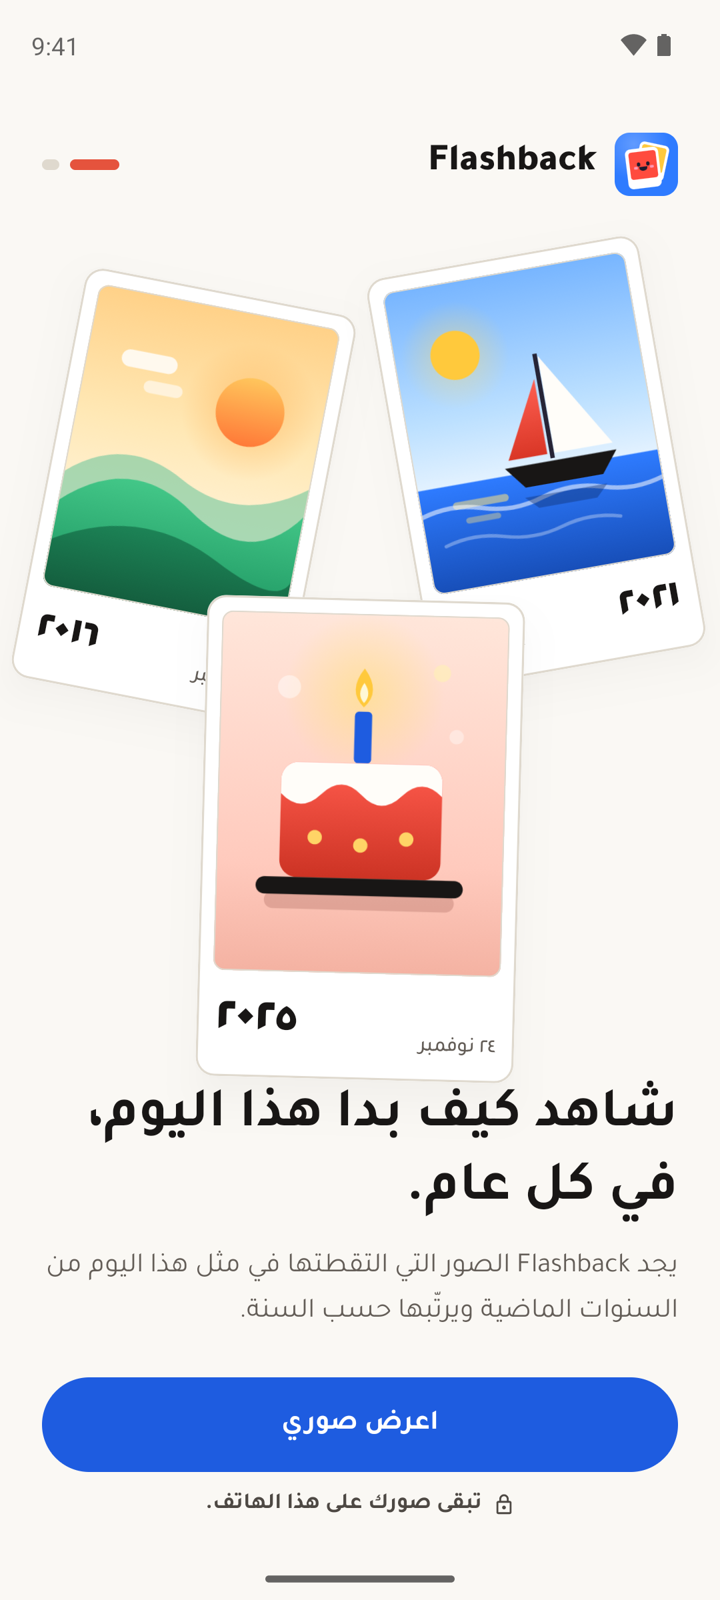 9:41
Flashback
٢٠٢١
٢٠١٦
٢٠٢٥
٢٤ نوفمبر
شاهد كيف بدا هذا اليوم،
في كل عام.
يجد Flashback الصور التي التقطتها في مثل هذا اليوم من
السنوات الماضية ويرتّبها حسب السنة.
اعرض صوري
تبقى صورك على هذا الهاتف.